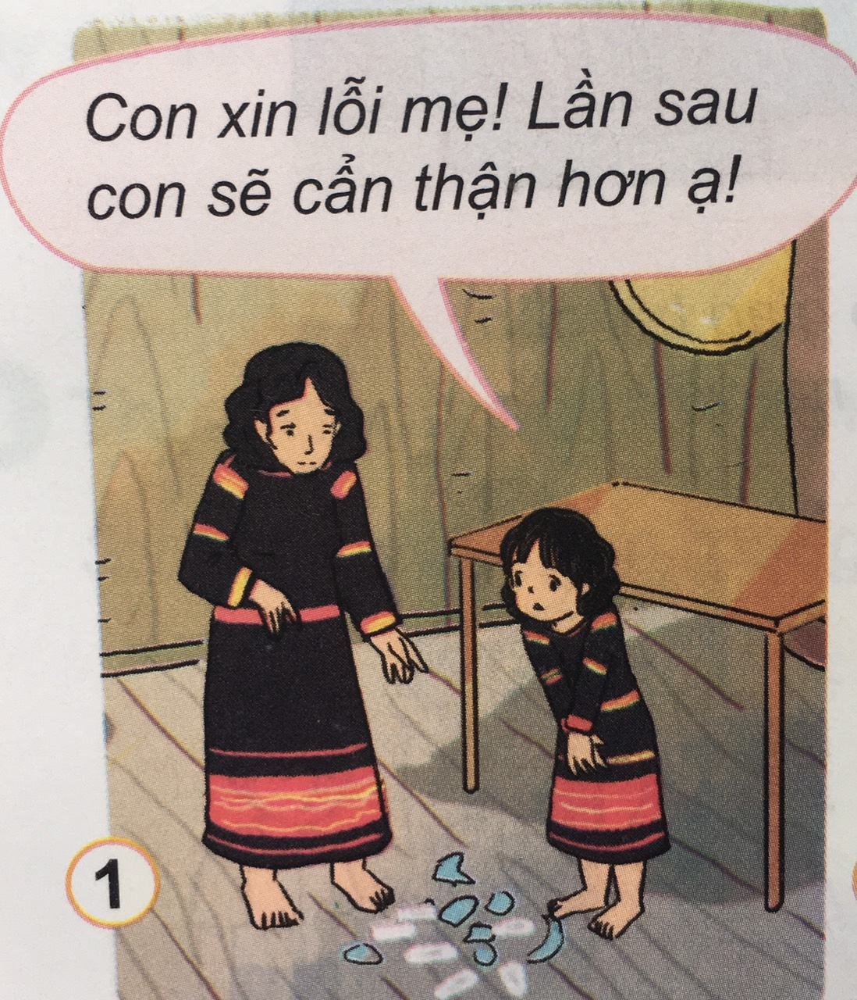 Con xin lỗi mẹ! Lần sau
con sẽ cẩn thận hơn ạ!
1